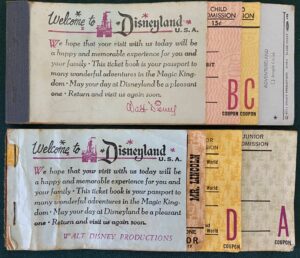 Welcome to Disneyland
U.S.A.
We hope that your visit with us today will be
a happy and memorable experience for you and
your family · This ticket book is your passport to
many wonderful adventures in the Magic King-
dom · May your day at Disneyland be a pleasant
one · Return and visit us again soon.
Walt Disney
CHILD
ADMISSION
15¢
B
COUPON
C
COUPON
ADVENTURELAND
Welcome to Disneyland
U.S.A.
We hope that your visit with us today will be
a happy and memorable experience for you and
your family · This ticket book is your passport to
many wonderful adventures in the Magic King-
dom · May your day at Disneyland be a pleasant
one · Return and visit us again soon.
WALT DISNEY PRODUCTIONS
MR. LINCOLN
D
COUPON
JUNIOR
ADMISSION
A
COUPON